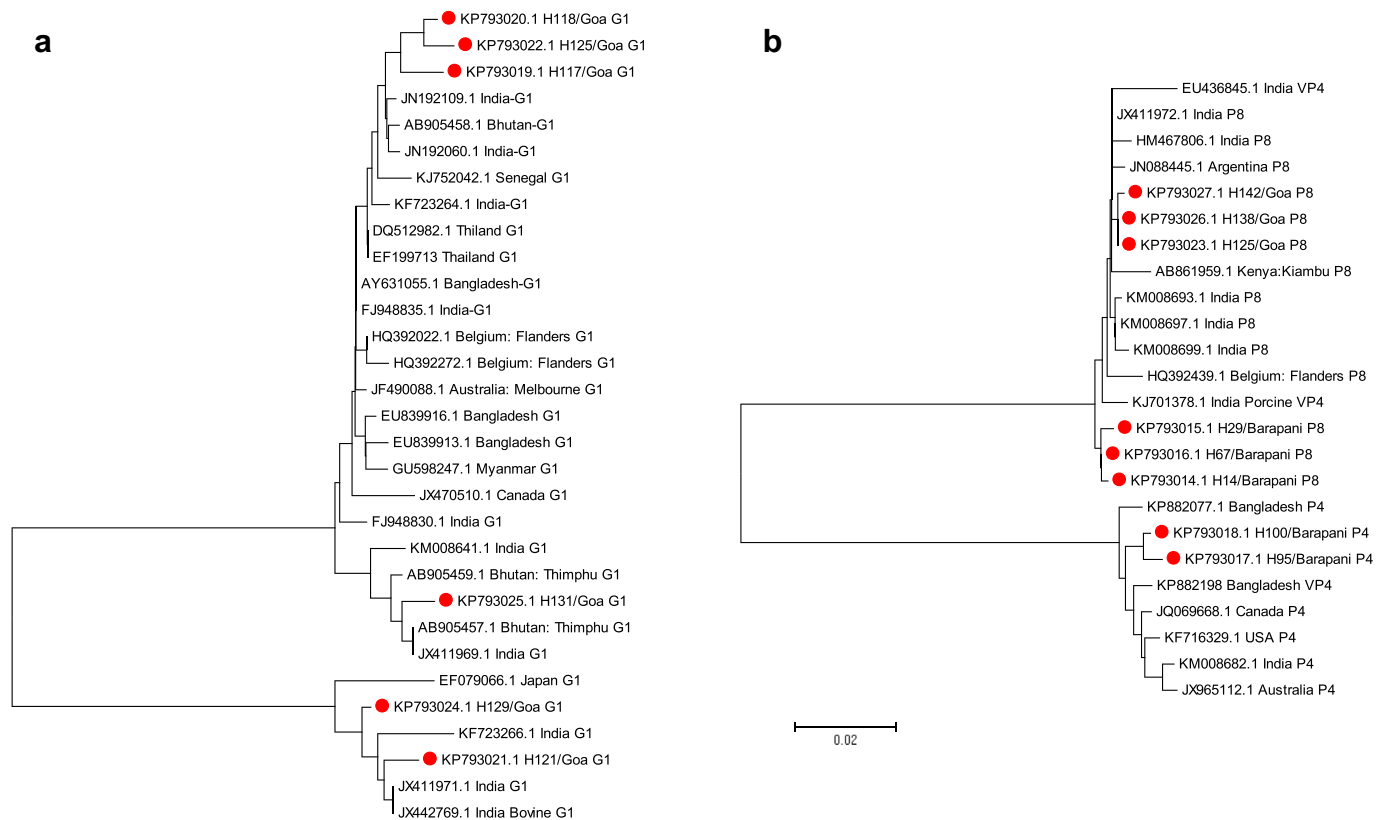 a
KP793020.1 H118/Goa G1
KP793022.1 H125/Goa G1
KP793019.1 H117/Goa G1
JN192109.1 India-G1
AB905458.1 Bhutan-G1
JN192060.1 India-G1
KJ752042.1 Senegal G1
KF723264.1 India-G1
DQ512982.1 Thiland G1
EF199713 Thailand G1
AY631055.1 Bangladesh-G1
FJ948835.1 India-G1
HQ392022.1 Belgium: Flanders G1
HQ392272.1 Belgium: Flanders G1
JF490088.1 Australia: Melbourne G1
EU839916.1 Bangladesh G1
EU839913.1 Bangladesh G1
GU598247.1 Myanmar G1
JX470510.1 Canada G1
FJ948830.1 India G1
KM008641.1 India G1
AB905459.1 Bhutan: Thimphu G1
KP793025.1 H131/Goa G1
AB905457.1 Bhutan: Thimphu G1
JX411969.1 India G1
EF079066.1 Japan G1
KP793024.1 H129/Goa G1
KF723266.1 India G1
KP793021.1 H121/Goa G1
JX411971.1 India G1
JX442769.1 India Bovine G1
b
EU436845.1 India VP4
JX411972.1 India P8
HM467806.1 India P8
JN088445.1 Argentina P8
KP793027.1 H142/Goa P8
KP793026.1 H138/Goa P8
KP793023.1 H125/Goa P8
AB861959.1 Kenya:Kiambu P8
KM008693.1 India P8
KM008697.1 India P8
KM008699.1 India P8
HQ392439.1 Belgium: Flanders P8
KJ701378.1 India Porcine VP4
KP793015.1 H29/Barapani P8
KP793016.1 H67/Barapani P8
KP793014.1 H14/Barapani P8
KP882077.1 Bangladesh P4
KP793018.1 H100/Barapani P4
KP793017.1 H95/Barapani P4
KP882198 Bangladesh VP4
JQ069668.1 Canada P4
KF716329.1 USA P4
KM008682.1 India P4
JX965112.1 Australia P4
0.02